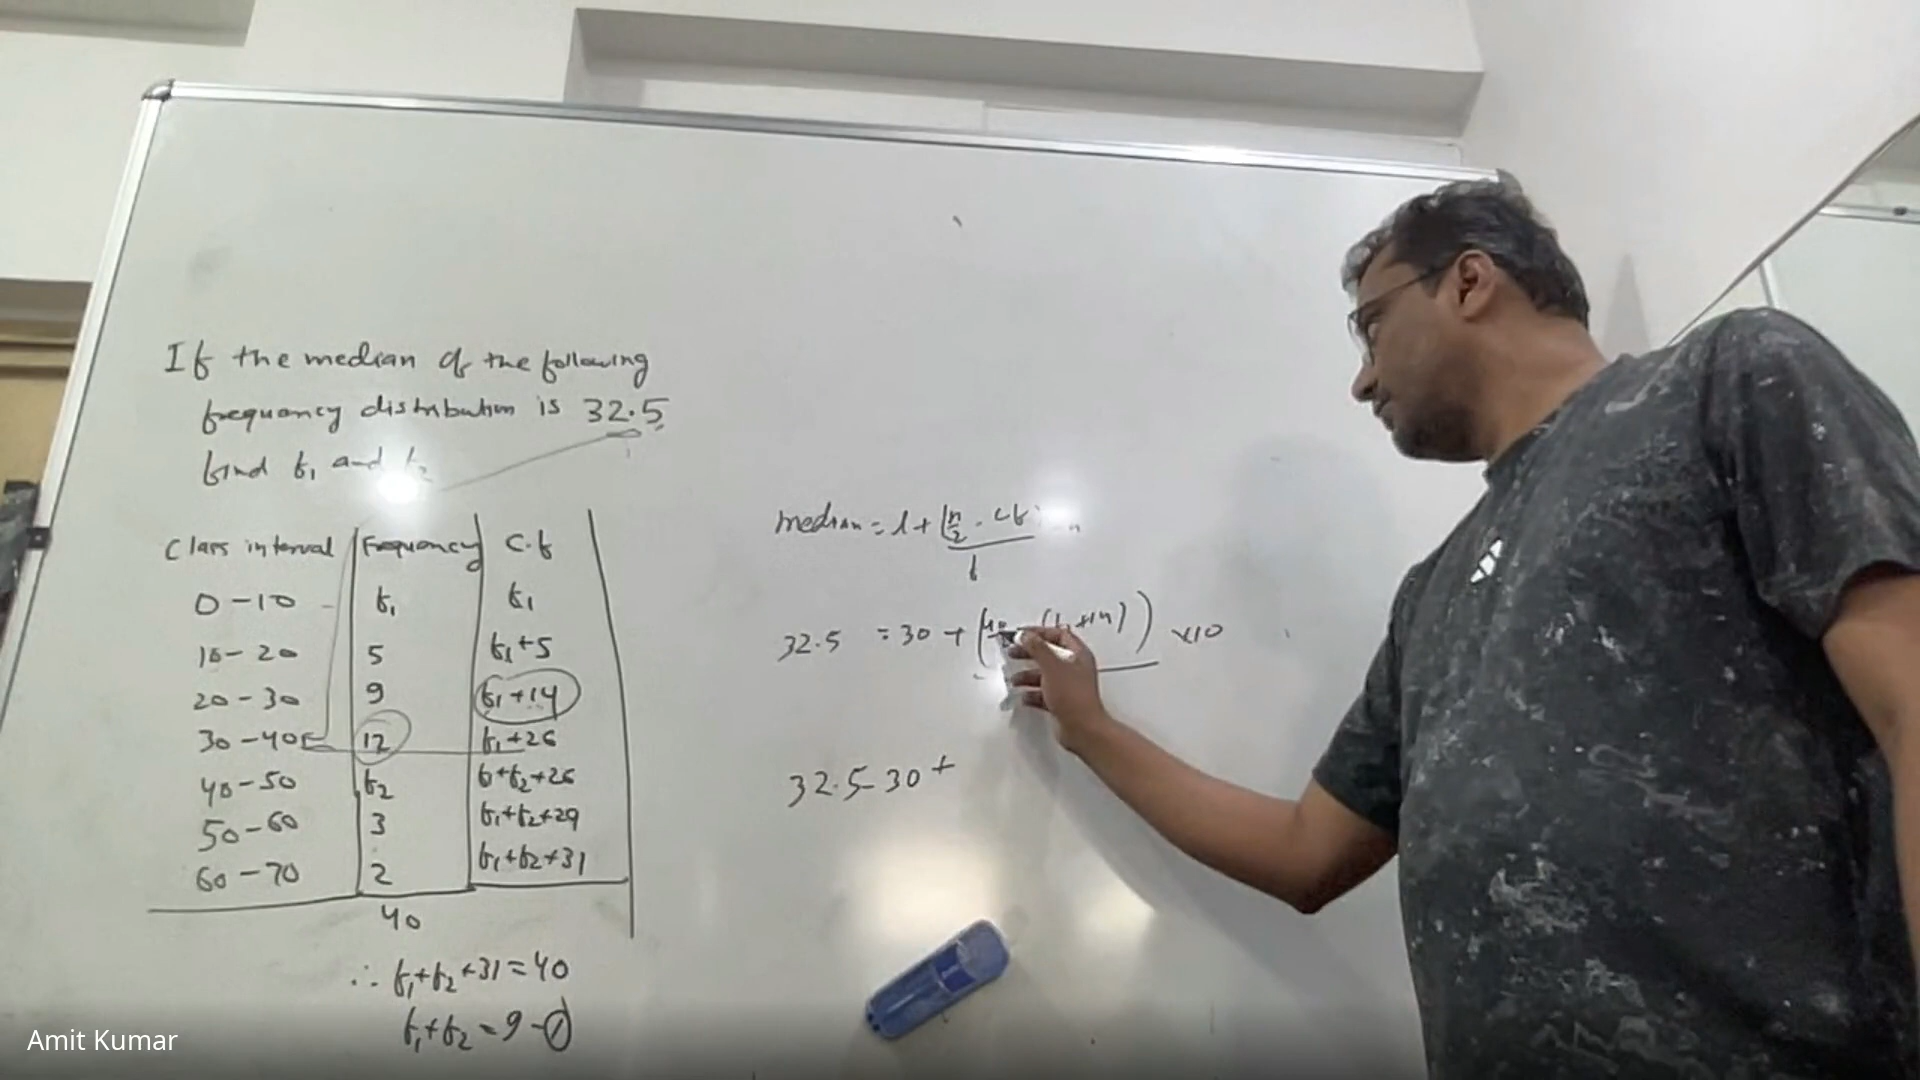 If the median of the following
frequency distribution is 32.5
find f₁ and f₂
Class interval Frequency C.f
0-10 f₁ f₁
10-20 5 f₁+5
20-30 9 f₁+14
30-40 12 f₁+26
40-50 f₂ f+f₂+26
50-60 3 f₁+f₂+29
60-70 2 f₁+f₂+31
40
∴ f₁+f₂+31=40
f₁+f₂=9-①
median = l+(n/2 - cf
f
32.5 = 30 + ( - (f₁+14)) ×10
32.5-30+
Amit Kumar